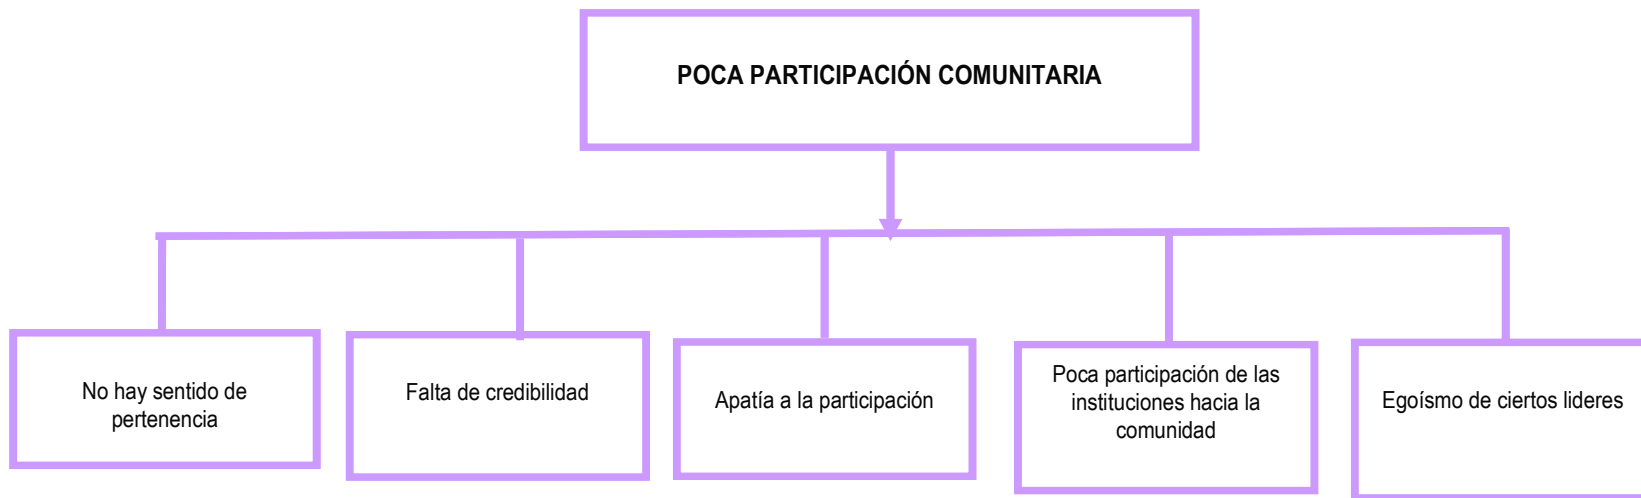 POCA PARTICIPACIÓN COMUNITARIA
No hay sentido de
pertenencia
Falta de credibilidad
Apatía a la participación
Poca participación de las
instituciones hacia la
comunidad
Egoísmo de ciertos lideres